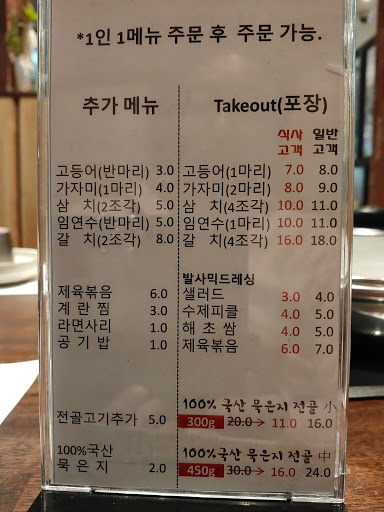 *1인 1메뉴 주문 후 주문 가능.
추가 메뉴
고등어(반마리) 3.0
가자미(1마리) 4.0
삼 치(2조각) 5.0
임연수(반마리) 5.0
갈 치(2조각) 8.0
제육볶음 6.0
계 란 찜 3.0
라면사리 1.0
공 기 밥 1.0
전골고기추가 5.0
100%국산
묵 은 지 2.0
Takeout(포장)
식사 일반
고객 고객
고등어(1마리) 7.0 8.0
가자미(2마리) 8.0 9.0
삼 치(4조각) 10.0 11.0
임연수(1마리) 10.0 11.0
갈 치(4조각) 16.0 18.0
발사믹드레싱
샐러드 3.0 4.0
수제피클 4.0 5.0
해 초 쌈 4.0 5.0
제육볶음 6.0 7.0
100% 국산 묵은지 전골 小
300g 20.0→ 11.0 16.0
100% 국산 묵은지 전골 中
450g 30.0→ 16.0 24.0